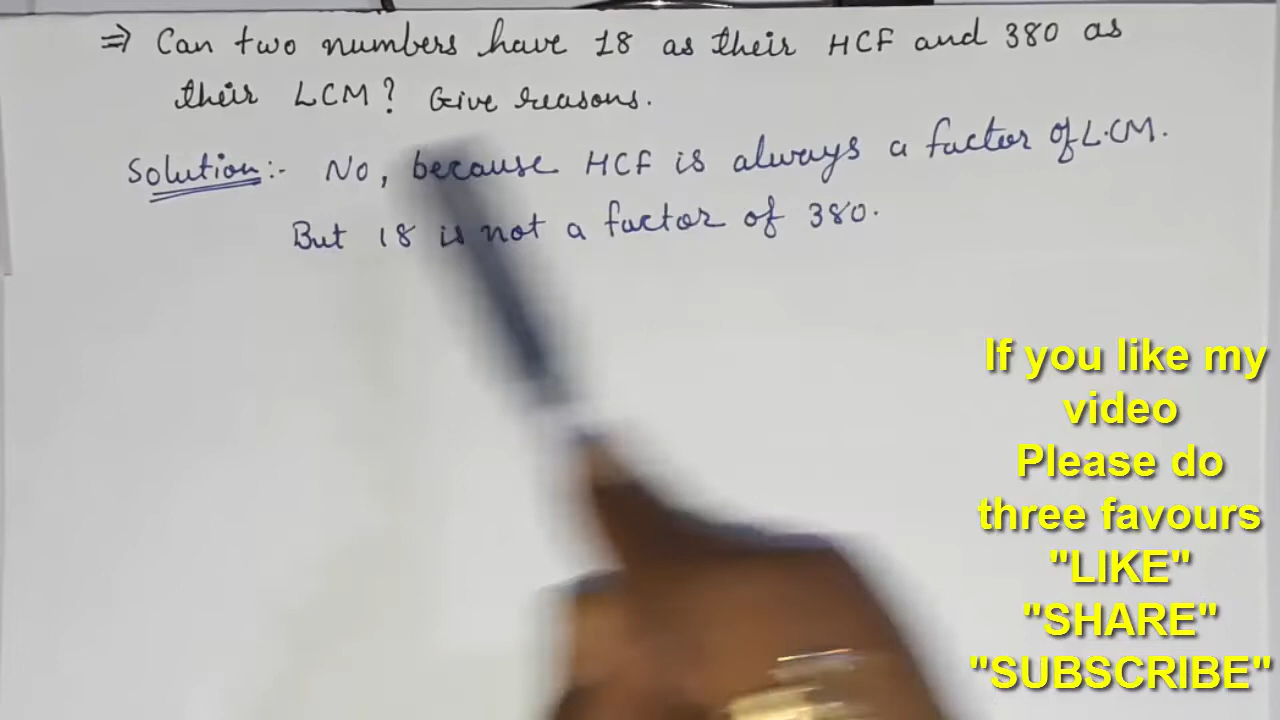 ⇒ Can two numbers have 18 as their HCF and 380 as
their LCM? Give reasons.
Solution:- No, because HCF is always a factor of L.CM.
But 18 is not a factor of 380.
If you like my
video
Please do
three favours
"LIKE"
"SHARE"
"SUBSCRIBE"